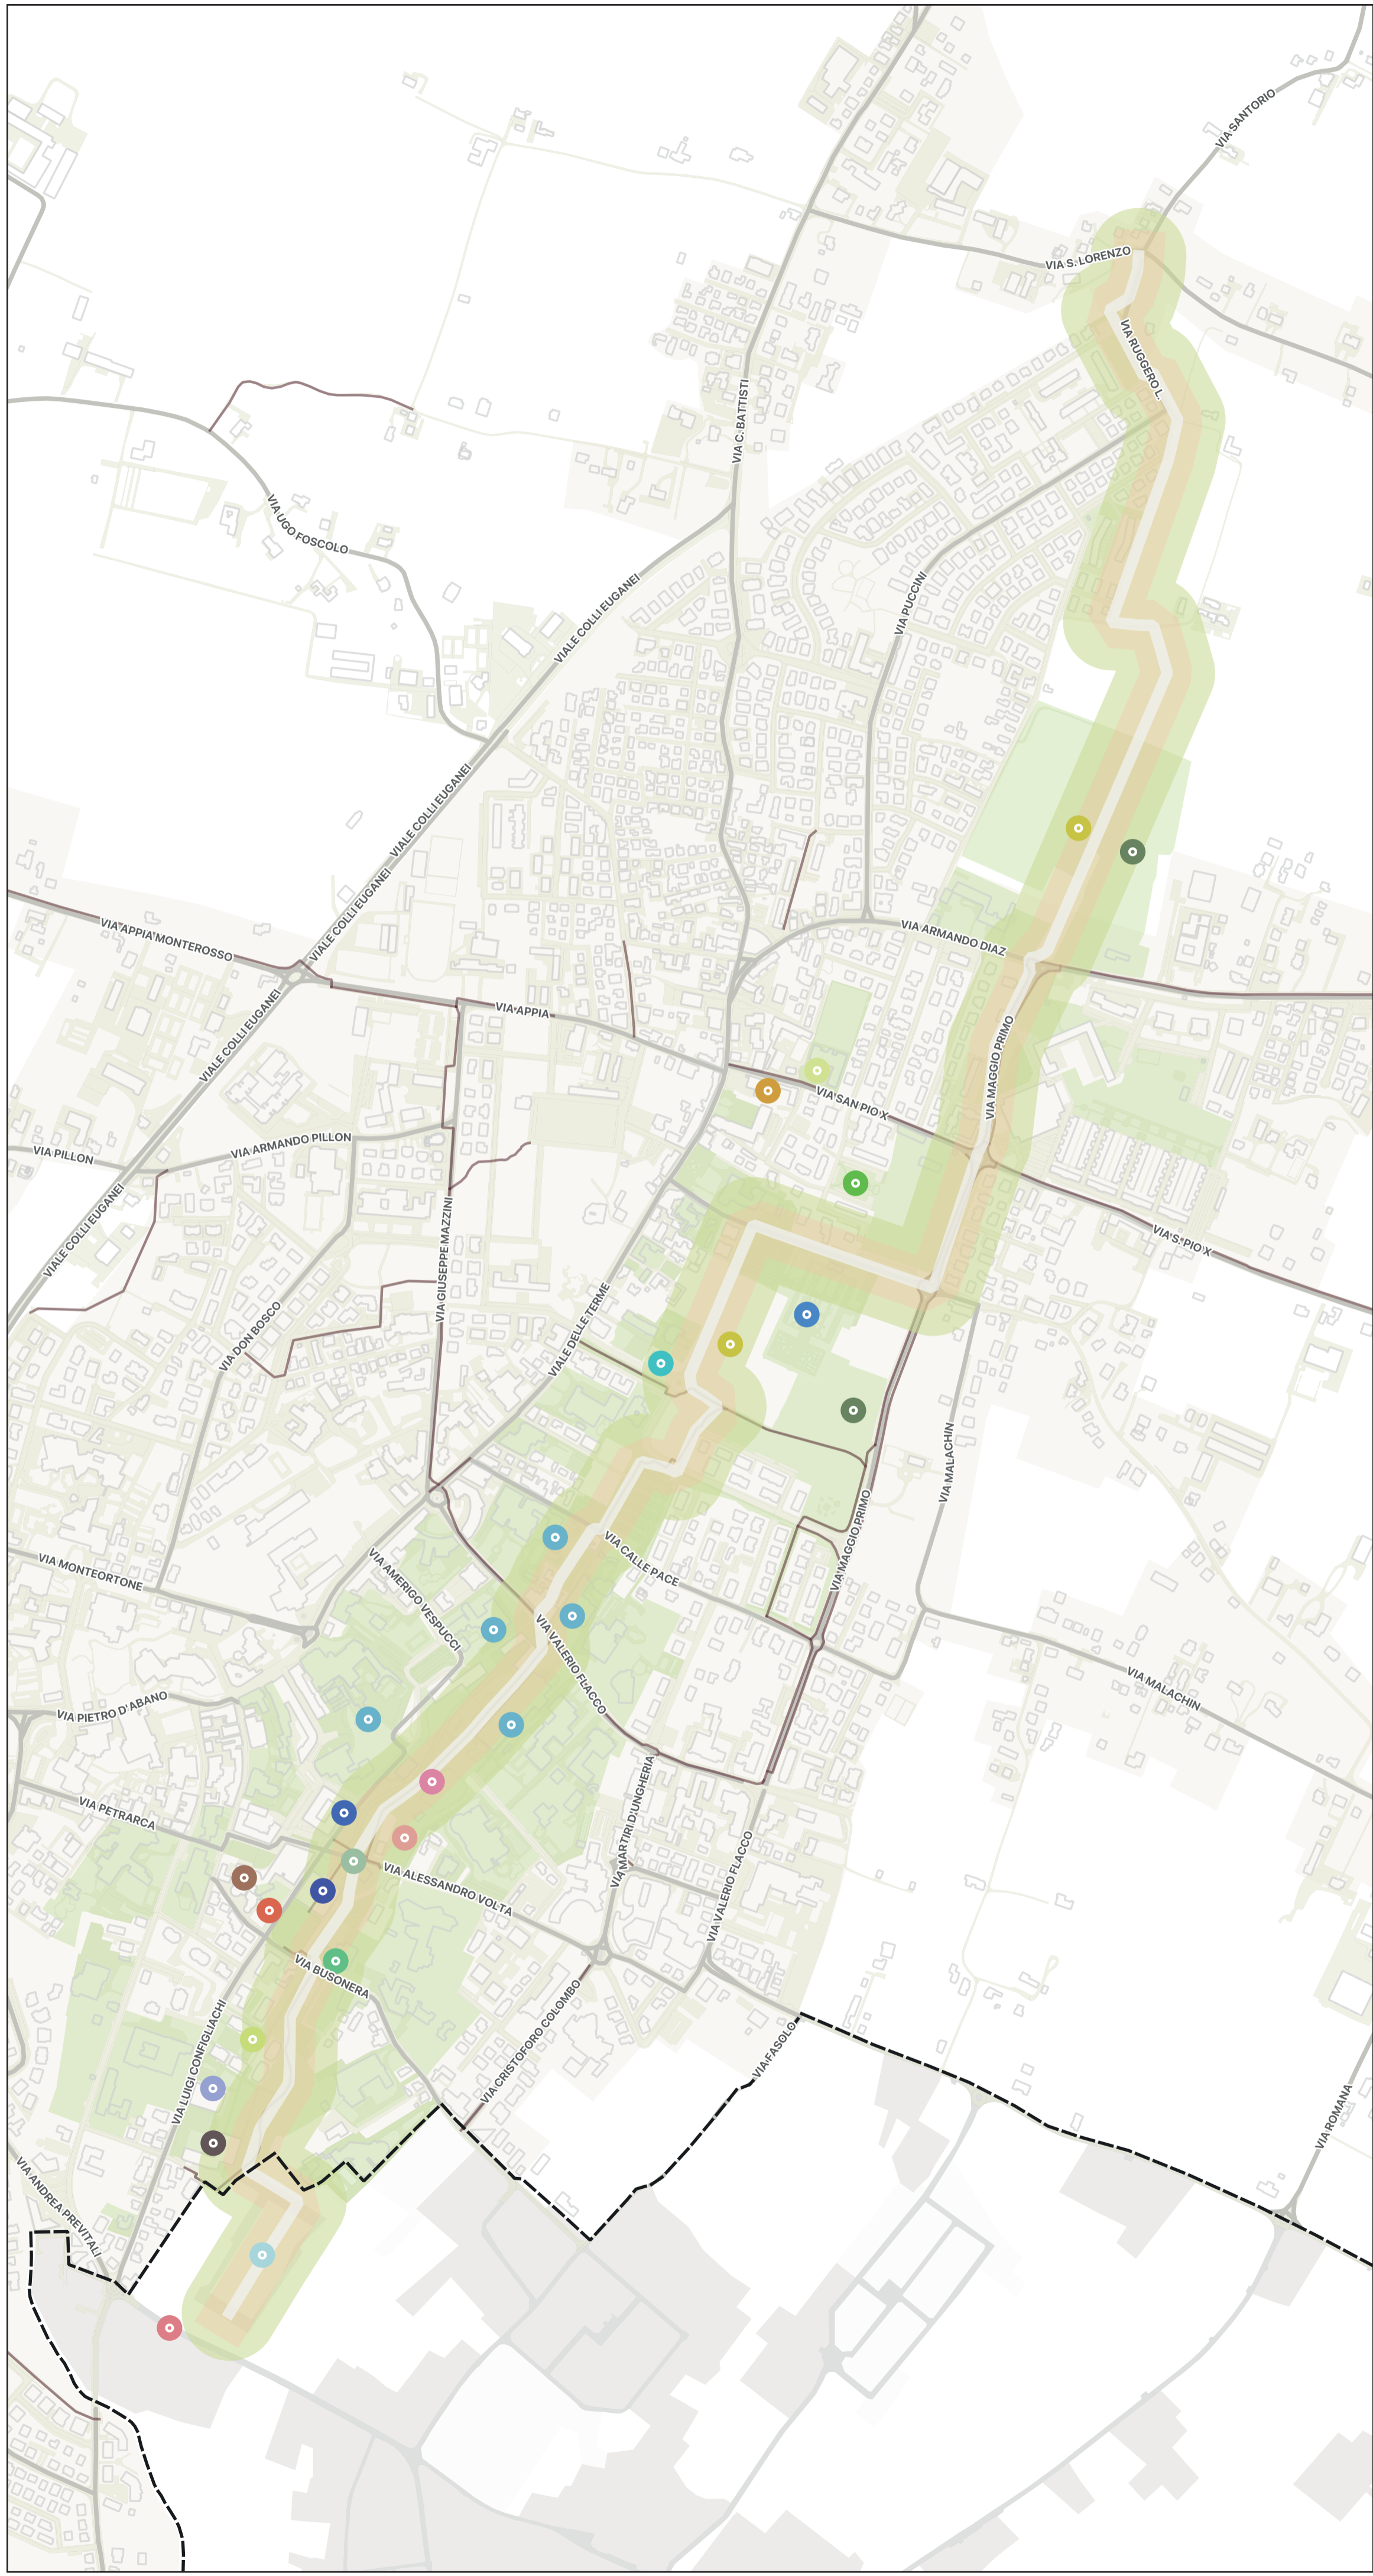 VIA SANTORIO
VIA S. LORENZO
VIA RUGGERO L.
VIA C. BATTISTI
VIA UGO FOSCOLO
VIALE COLLI EUGANEI
VIA PUCCINI
VIALE COLLI EUGANEI
VIALE COLLI EUGANEI
VIA APPIA MONTEROSSO
VIA ARMANDO DIAZ
VIA APPIA
VIALE COLLI EUGANEI
VIA MAGGIO PRIMO
VIA SAN PIO X
VIA ARMANDO PILLON
VIA PILLON
VIALE COLLI EUGANEI
VIA GIUSEPPE MAZZINI
VIA S. PIO X
VIA DON BOSCO
VIALE DELLE TERME
VIA MALACHIN
VIA MAGGIO PRIMO
VIA CALLE PACE
VIA MONTEORTONE
VIA AMERIGO VESPUCCI
VIA VALERIO FLACCO
VIA MALACHIN
VIA PIETRO D'ABANO
VIA PETRARCA
VIA MARTIRI D'UNGHERIA
VIA ALESSANDRO VOLTA
VIA VALERIO FLACCO
VIA BUSONERA
VIA CRISTOFORO COLOMBO
VIA FASOLO
VIA LUIGI CONFIGLIACHI
VIA ROMANA
VIA ANDREA PREVITALI